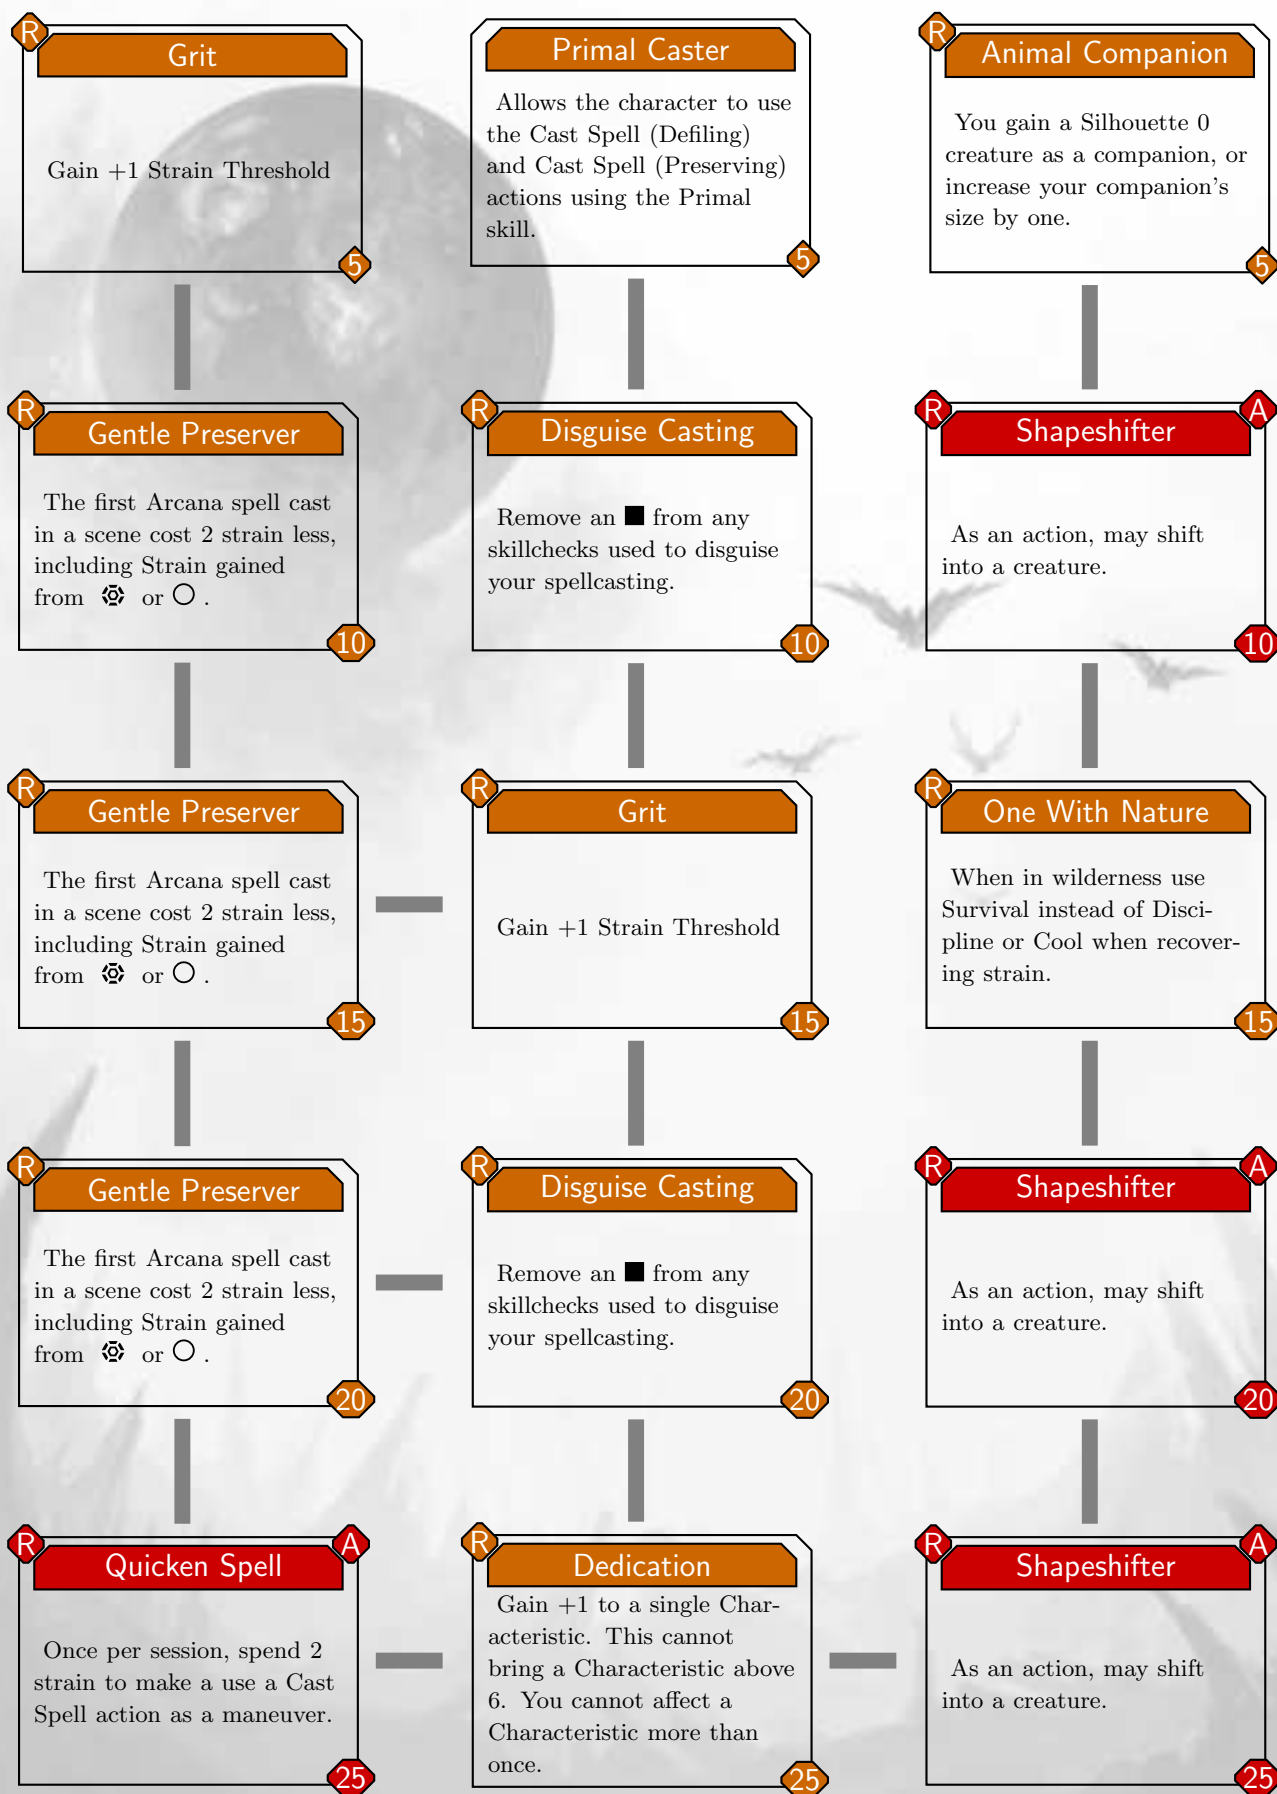 R
Grit
Gain +1 Strain Threshold
5
Primal Caster
Allows the character to use
the Cast Spell (Defiling)
and Cast Spell (Preserving)
actions using the Primal
skill.
5
R
Animal Companion
You gain a Silhouette 0
creature as a companion, or
increase your companion's
size by one.
5
R
Gentle Preserver
The first Arcana spell cast
in a scene cost 2 strain less,
including Strain gained
from or .
10
R
Disguise Casting
Remove an ■ from any
skillchecks used to disguise
your spellcasting.
10
R
A
Shapeshifter
As an action, may shift
into a creature.
10
R
Gentle Preserver
The first Arcana spell cast
in a scene cost 2 strain less,
including Strain gained
from or .
15
R
Grit
Gain +1 Strain Threshold
15
R
One With Nature
When in wilderness use
Survival instead of Disci-
pline or Cool when recover-
ing strain.
15
R
Gentle Preserver
The first Arcana spell cast
in a scene cost 2 strain less,
including Strain gained
from or .
20
R
Disguise Casting
Remove an ■ from any
skillchecks used to disguise
your spellcasting.
20
R
A
Shapeshifter
As an action, may shift
into a creature.
20
R
A
Quicken Spell
Once per session, spend 2
strain to make a use a Cast
Spell action as a maneuver.
25
R
Dedication
Gain +1 to a single Char-
acteristic. This cannot
bring a Characteristic above
6. You cannot affect a
Characteristic more than
once.
25
R
A
Shapeshifter
As an action, may shift
into a creature.
25